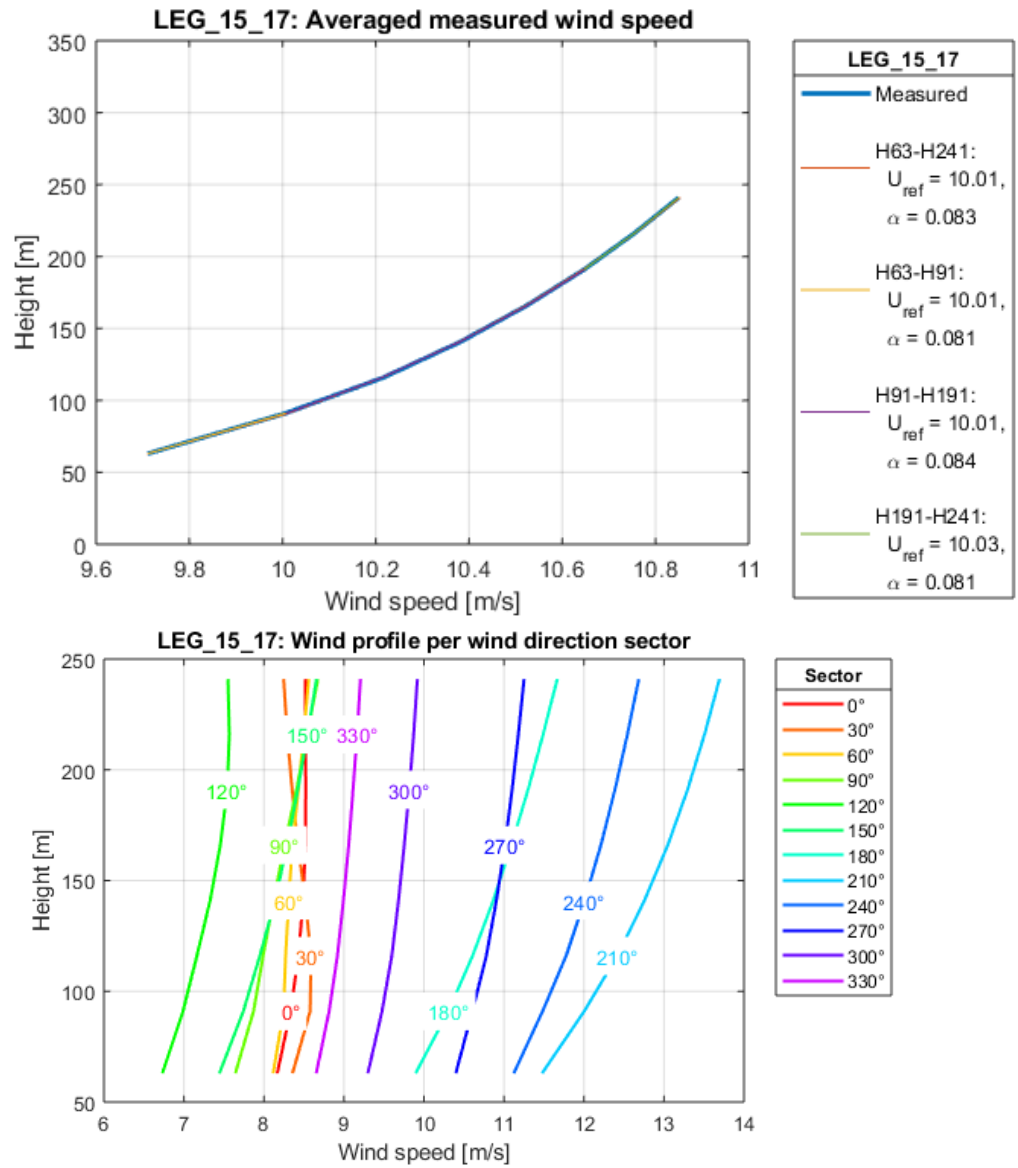 LEG_15_17: Averaged measured wind speed
350
300
250
200
150
100
50
0
Height [m]
9.6 9.8 10 10.2 10.4 10.6 10.8 11
Wind speed [m/s]
LEG_15_17
Measured
H63-H241:
U_ref = 10.01,
α = 0.083
H63-H91:
U_ref = 10.01,
α = 0.081
H91-H191:
U_ref = 10.01,
α = 0.084
H191-H241:
U_ref = 10.03,
α = 0.081
LEG_15_17: Wind profile per wind direction sector
250
200
150
100
50
Height [m]
150° 330°
120° 300°
90° 270°
60° 240°
30° 210°
0° 180°
6 7 8 9 10 11 12 13 14
Wind speed [m/s]
Sector
0°
30°
60°
90°
120°
150°
180°
210°
240°
270°
300°
330°